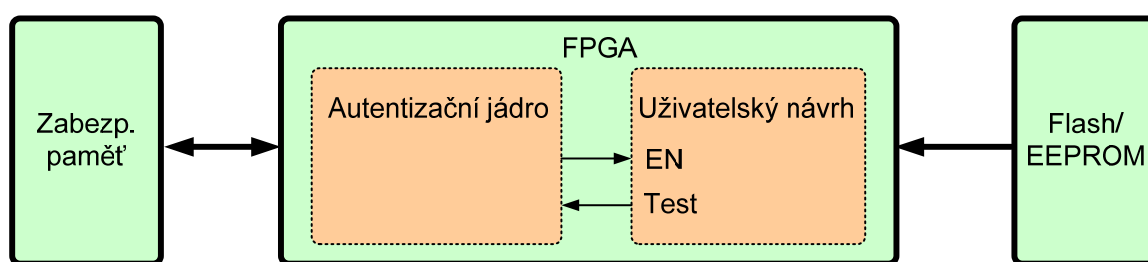 Zabezp.
paměť
FPGA
Autentizační jádro
Uživatelský návrh
EN
Test
Flash/
EEPROM